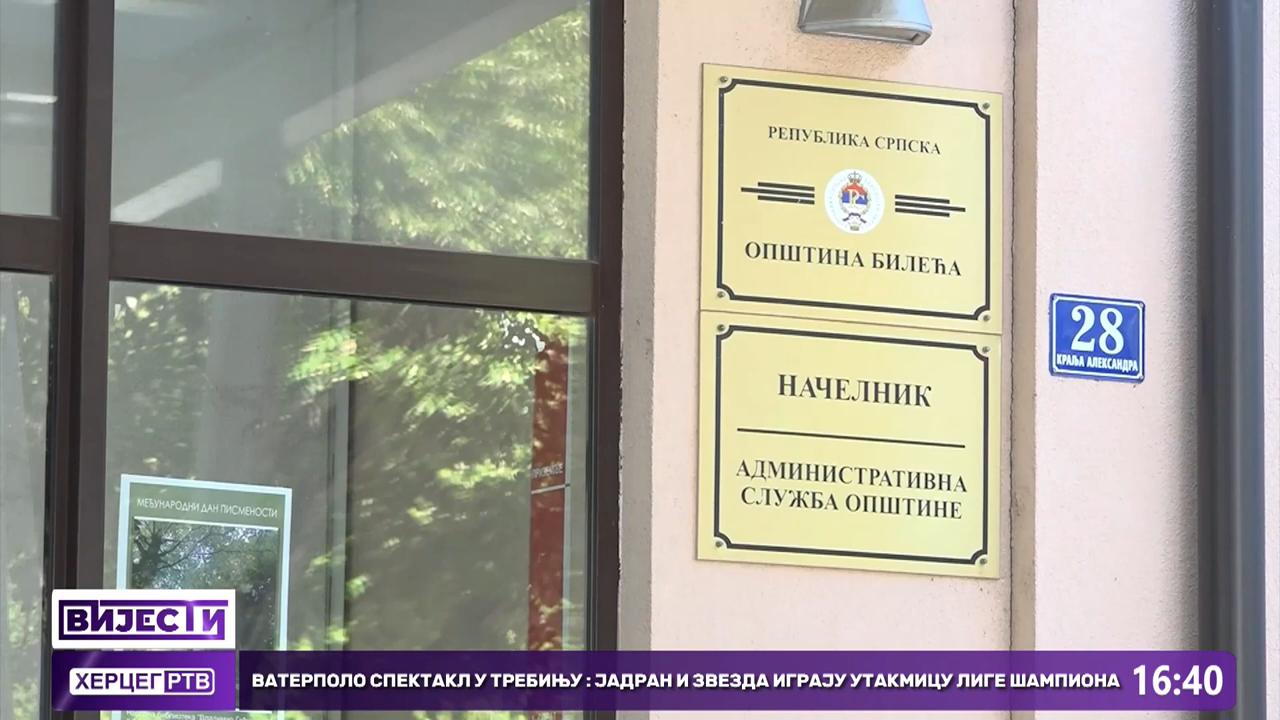 РЕПУБЛИКА СРПСКА
ОПШТИНА БИЛЕЋА
НАЧЕЛНИК
АДМИНИСТРАТИВНА
СЛУЖБА ОПШТИНЕ
28
КРАЉА АЛЕКСАНДРА
МЕЂУНАРОДНИ ДАН ПИСМЕНОСТИ
ВИЈЕСТИ
ХЕРЦЕГ РТВ
ВАТЕРПОЛО СПЕКТАКЛ У ТРЕБИЊУ : ЈАДРАН И ЗВЕЗДА ИГРАЈУ УТАКМИЦУ ЛИГЕ ШАМПИОНА
16:40